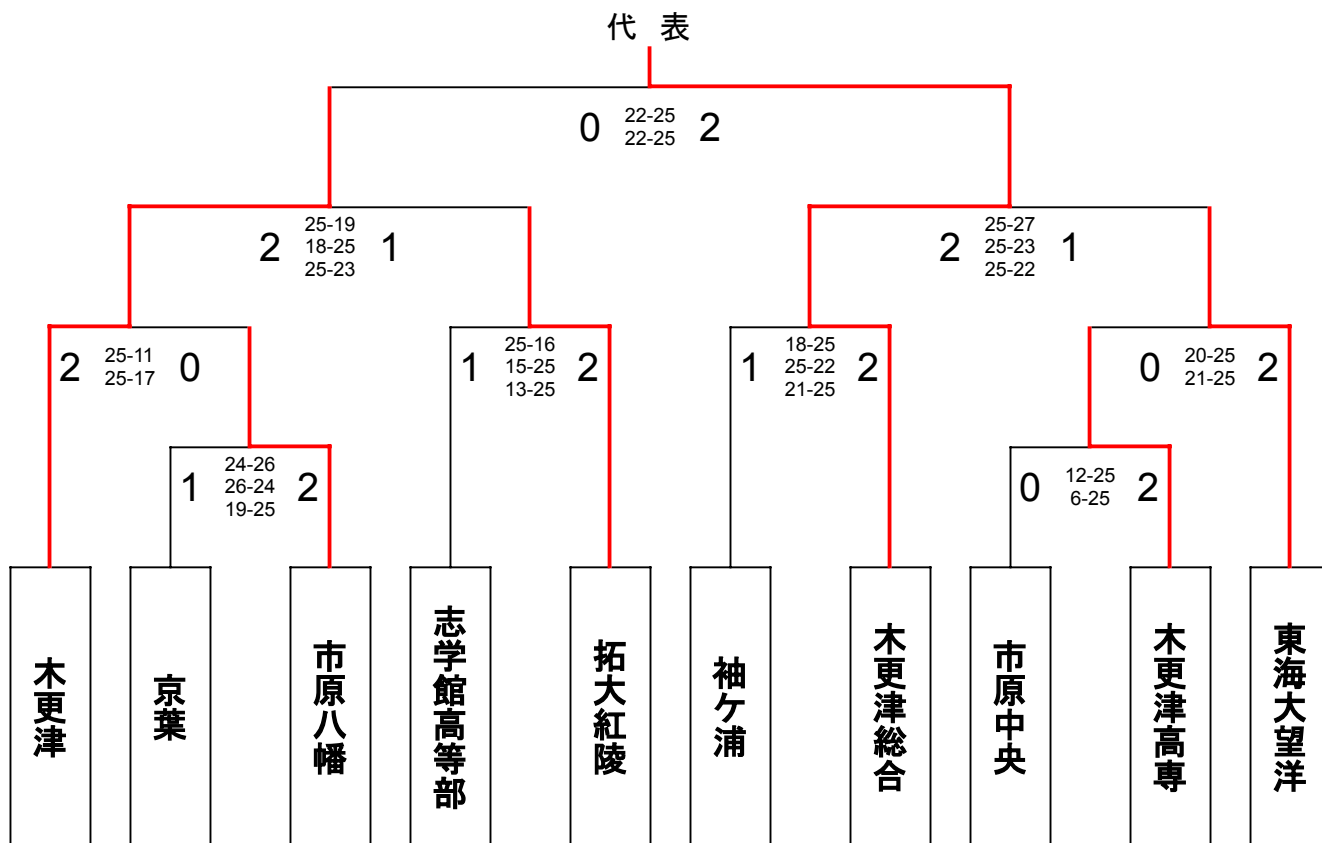 代 表
0 22-25 2
22-25
2 25-19 1
18-25
25-23
2 25-27 1
25-23
25-22
2 25-11 0
25-17
1 25-16 2
15-25
13-25
1 18-25 2
25-22
21-25
0 20-25 2
21-25
1 24-26 2
26-24
19-25
0 12-25 2
6-25
木更津
京葉
市原八幡
志学館高等部
拓大紅陵
袖ケ浦
木更津総合
市原中央
木更津高専
東海大望洋